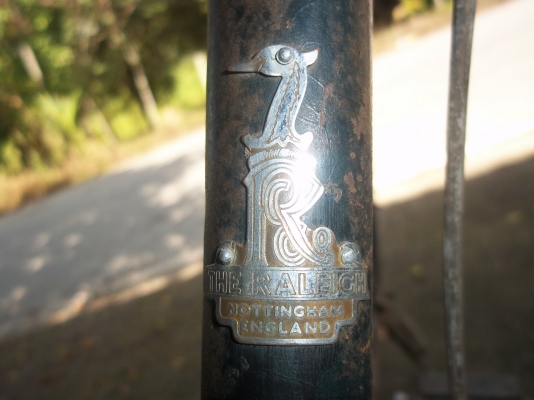 R
THE RALEIGH
NOTTINGHAM
ENGLAND